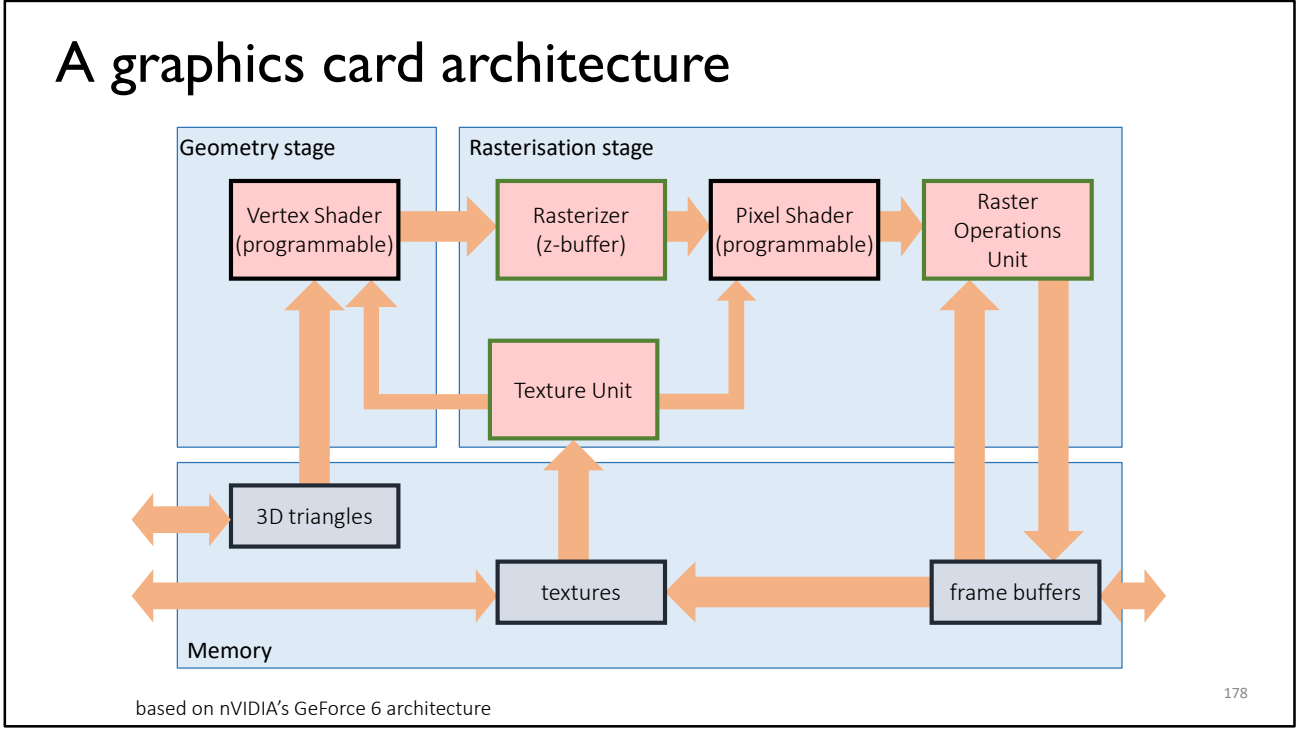 A graphics card architecture
Geometry stage
Rasterisation stage
Vertex Shader
(programmable)
Rasterizer
(z-buffer)
Pixel Shader
(programmable)
Raster
Operations
Unit
Texture Unit
3D triangles
textures
frame buffers
Memory
based on nVIDIA's GeForce 6 architecture
178